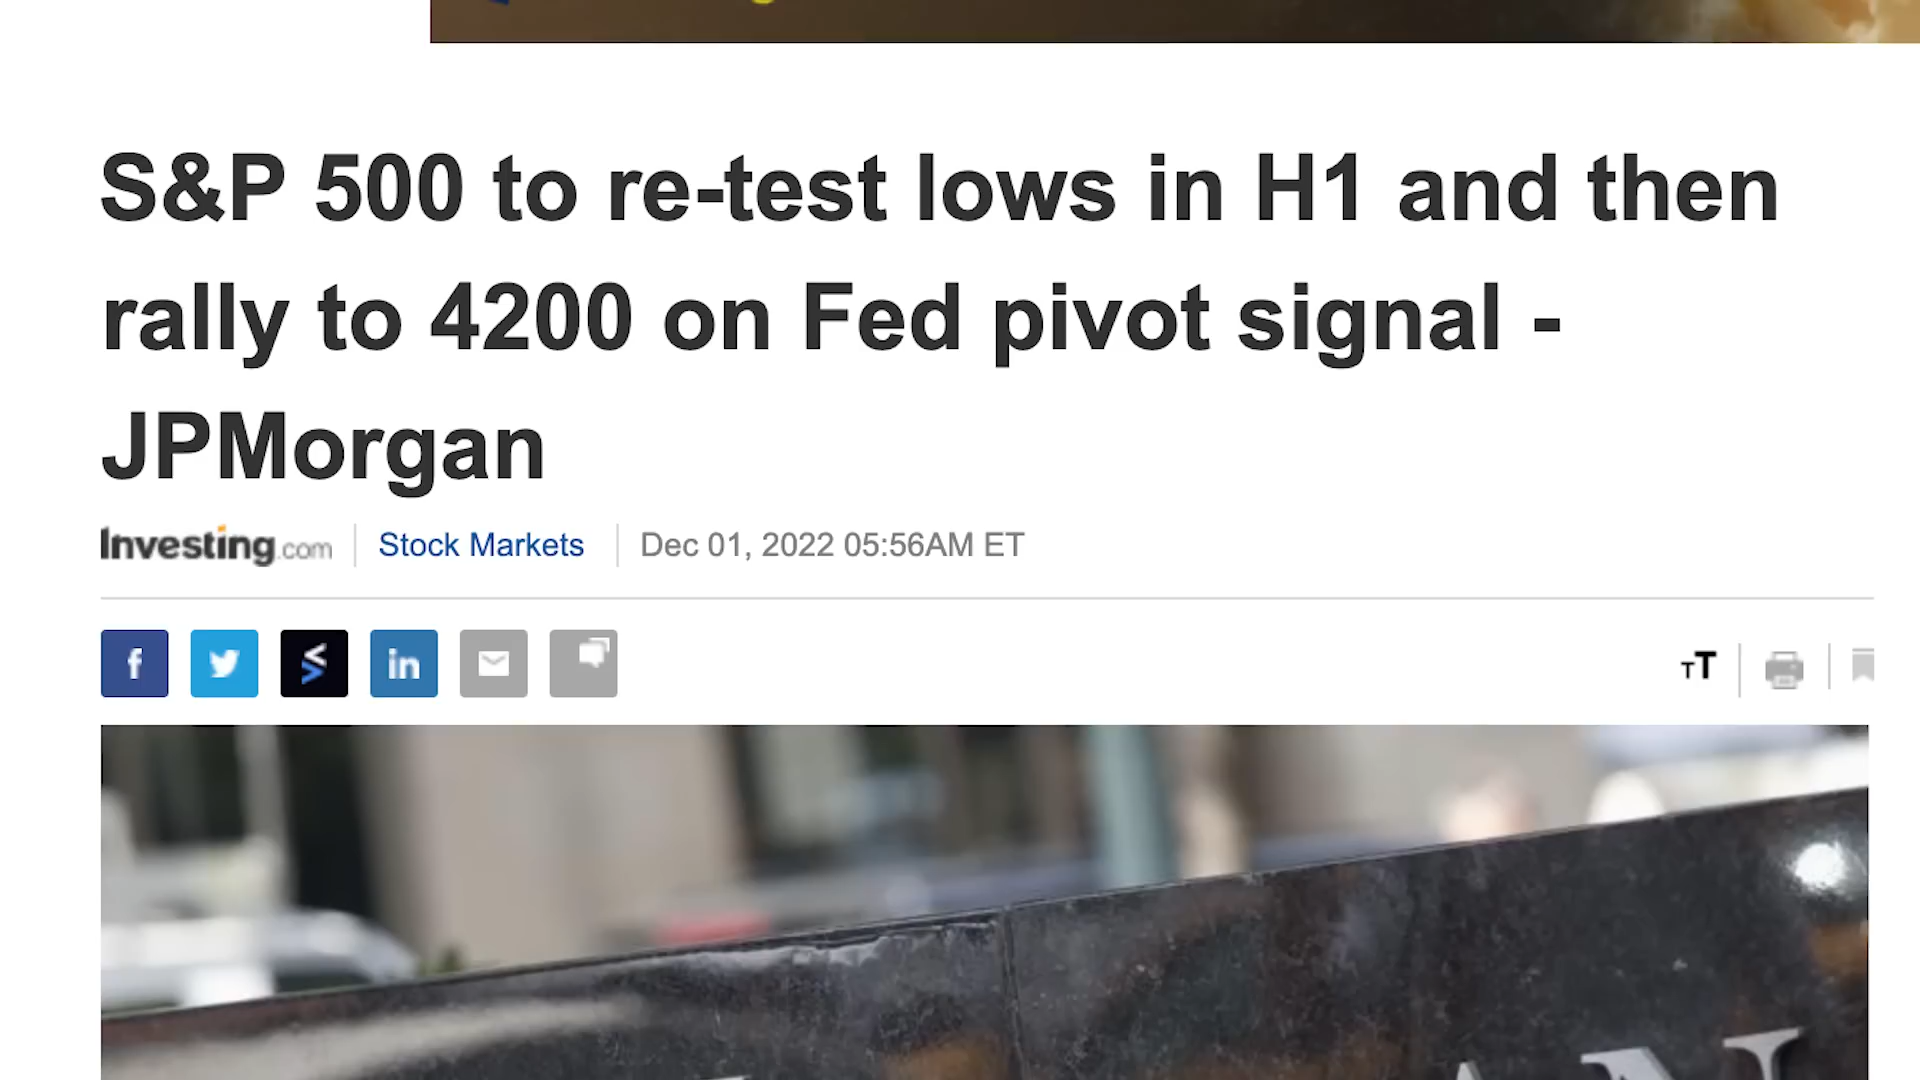 S&P 500 to re-test lows in H1 and then
rally to 4200 on Fed pivot signal -
JPMorgan
Investing.com Stock Markets Dec 01, 2022 05:56AM ET
f in TT
AN